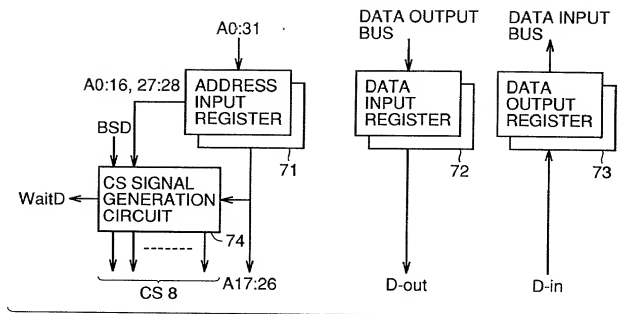 A0:31
DATA OUTPUT
BUS
DATA INPUT
BUS
A0:16, 27:28
ADDRESS
INPUT
REGISTER
DATA
INPUT
REGISTER
DATA
OUTPUT
REGISTER
BSD
71
72
73
WaitD
CS SIGNAL
GENERATION
CIRCUIT
74
CS 8
A17:26
D-out
D-in